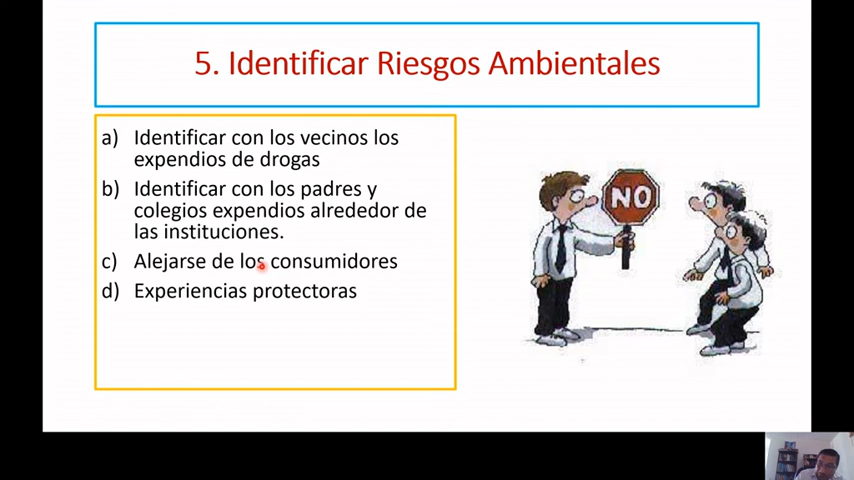 5. Identificar Riesgos Ambientales
a) Identificar con los vecinos los
expendios de drogas
b) Identificar con los padres y
colegios expendios alrededor de
las instituciones.
c) Alejarse de los consumidores
d) Experiencias protectoras
NO